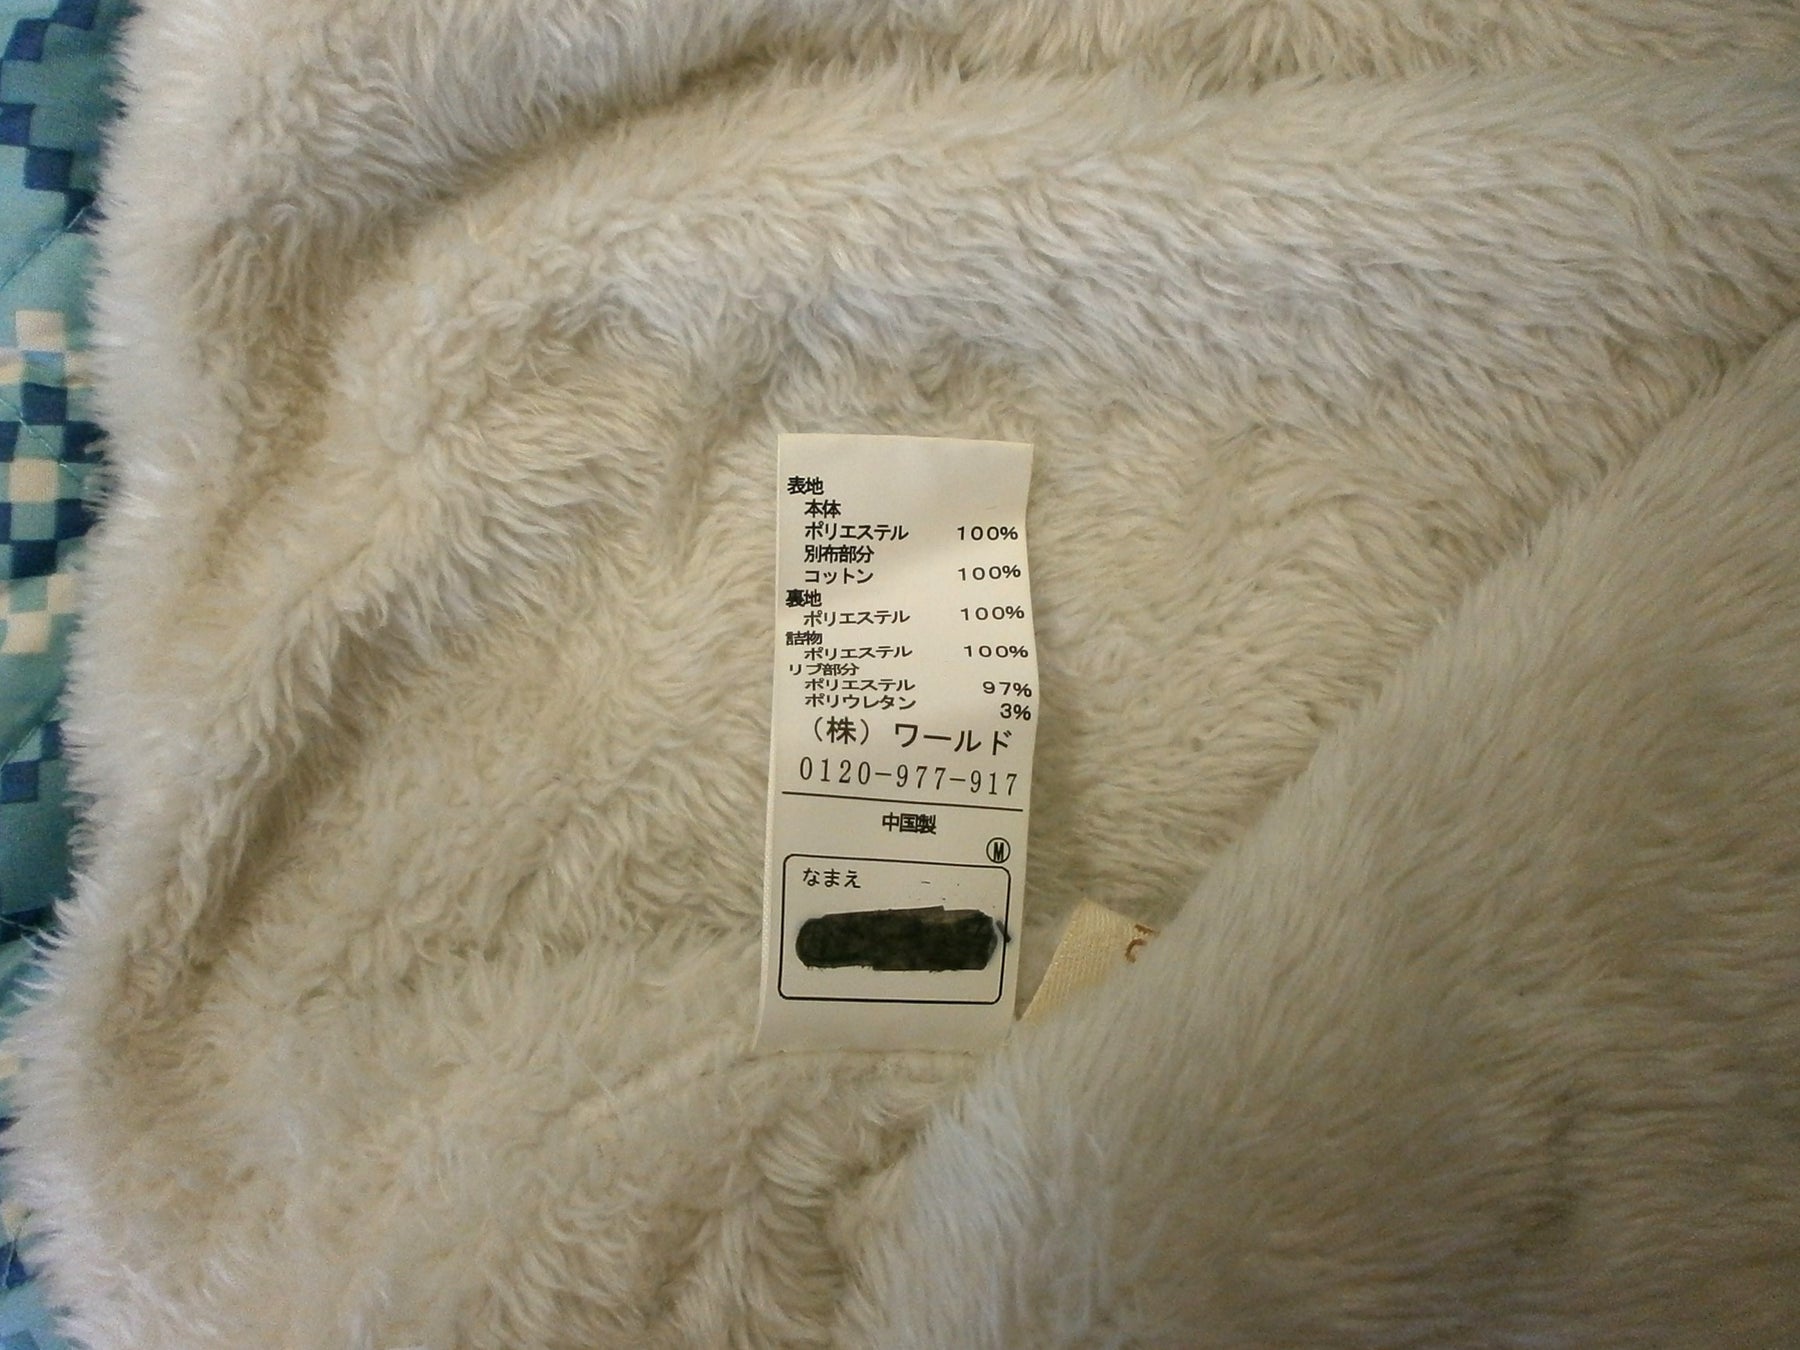 表地
本体
ポリエステル 100%
別布部分
コットン 100%
裏地
ポリエステル 100%
詰物
ポリエステル 100%
リブ部分
ポリエステル 97%
ポリウレタン 3%
(株) ワールド
0120-977-917
中国製
Ⓜ
なまえ